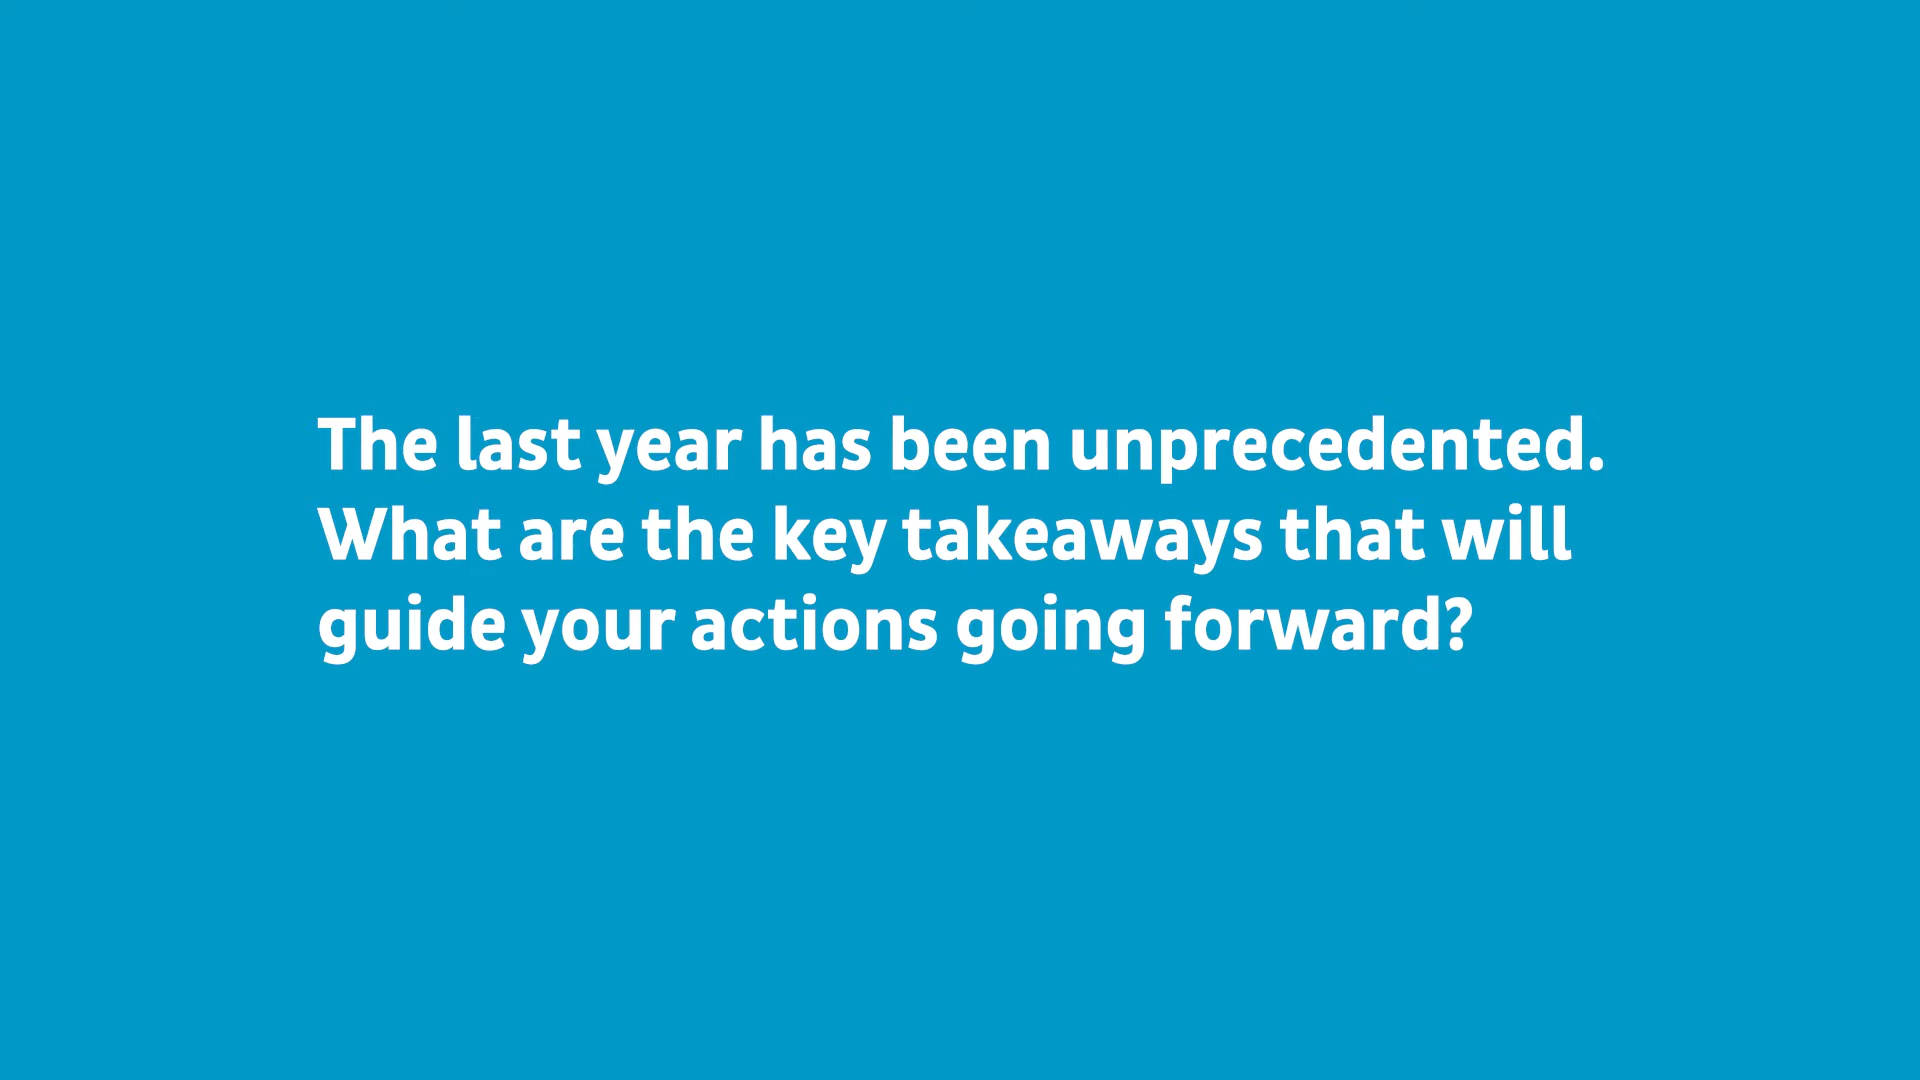 The last year has been unprecedented.
What are the key takeaways that will
guide your actions going forward?